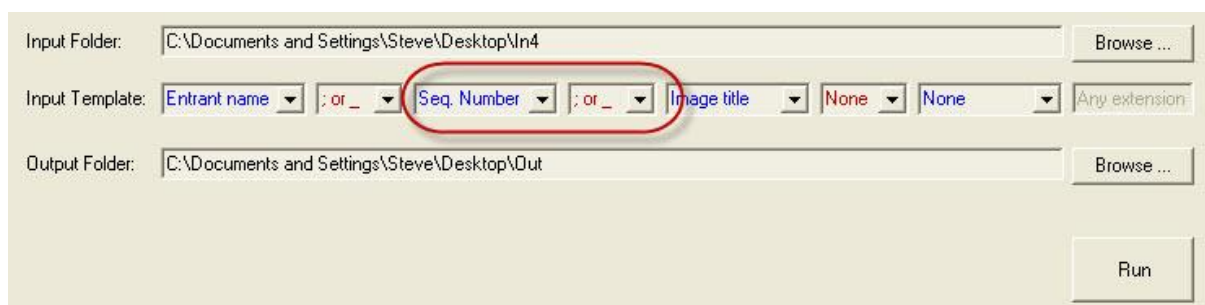 Input Folder: C:\Documents and Settings\Steve\Desktop\In4 Browse ...
Input Template: Entrant name ; or _ Seq. Number ; or _ Image title None None Any extension
Output Folder: C:\Documents and Settings\Steve\Desktop\Out Browse ...
Run